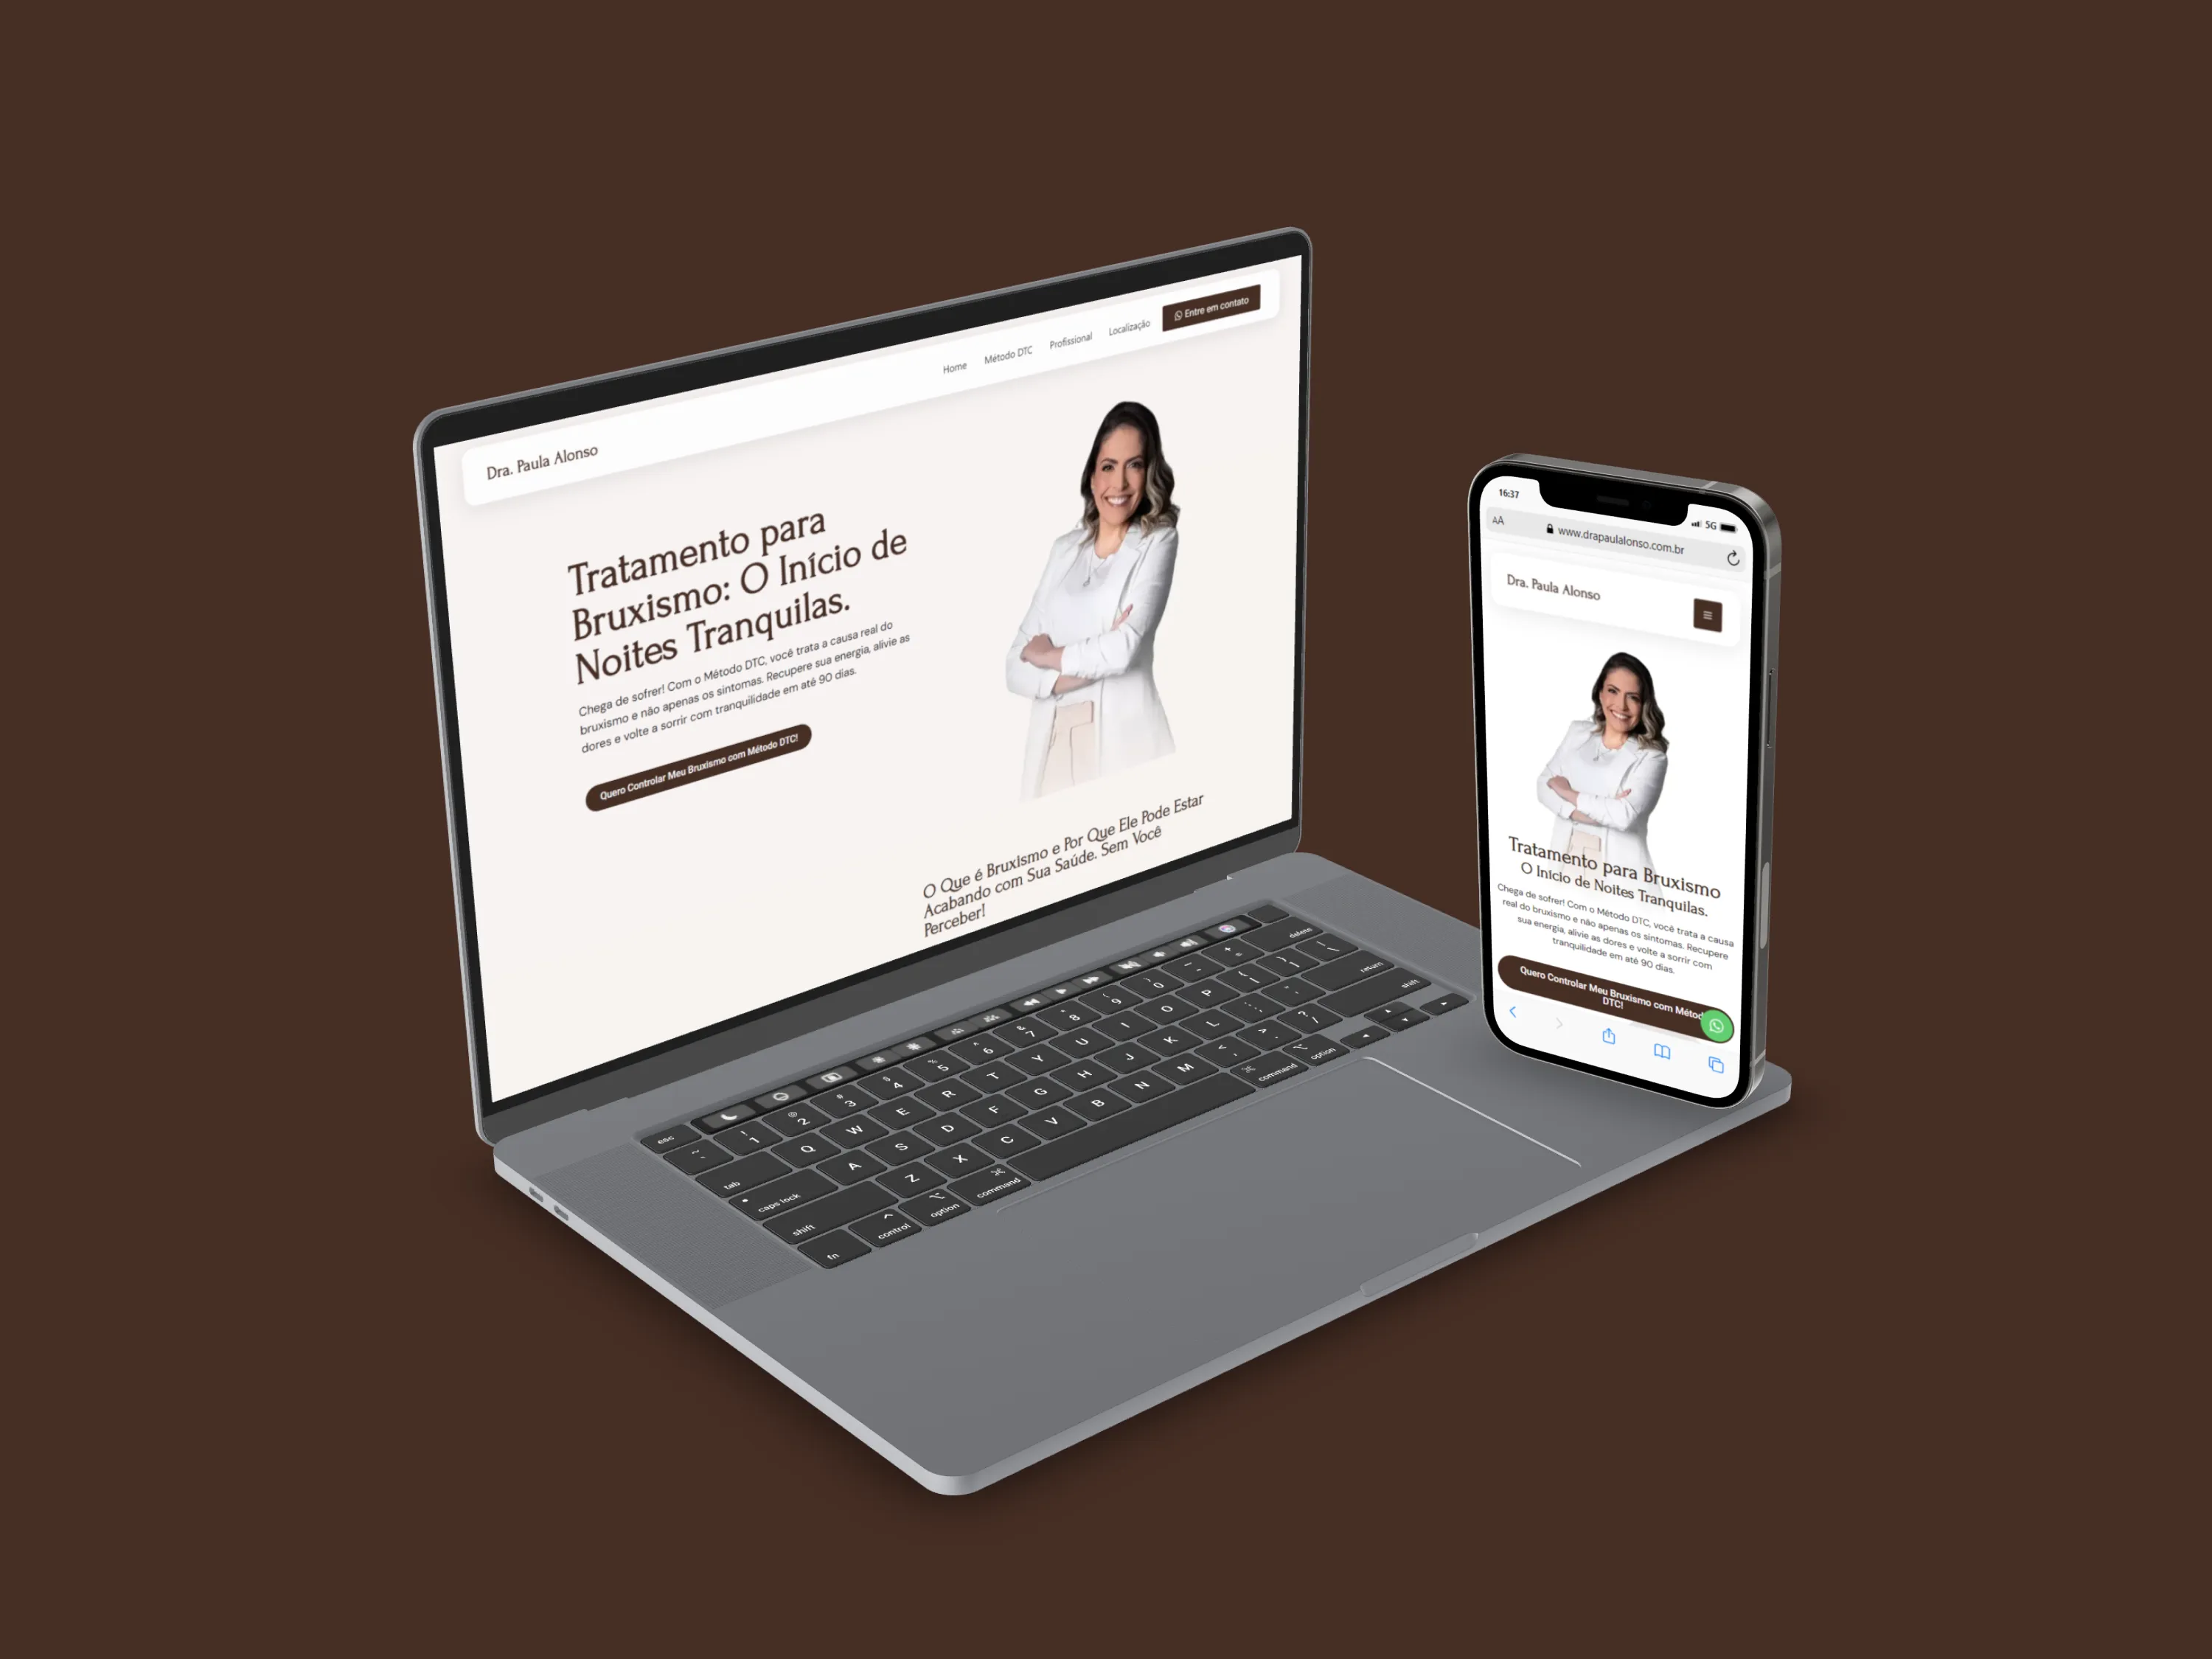 Dra. Paula Alonso
Home
Método DTC
Profissional
Localização
Entre em contato
Tratamento para
Bruxismo: O Início de
Noites Tranquilas.
Chega de sofrer! Com o Método DTC, você trata a causa real do
bruxismo e não apenas os sintomas. Recupere sua energia, alivie as
dores e volte a sorrir com tranquilidade em até 90 dias.
Quero Controlar Meu Bruxismo com Método DTC!
O Que é Bruxismo e Por Que Ele Pode Estar
Acabando com Sua Saúde. Sem Você
Perceber!
esc
~ `
! 1
@ 2
# 3
$ 4
% 5
^ 6
& 7
* 8
( 9
) 0
_ -
+ =
delete
tab
Q W E R T Y U I O P { [ } ] | \
caps lock
A S D F G H J K L : ; " '
return
shift
Z X C V B N M < , > . ? /
shift
fn
control
option
command
command
option
16:37
5G
AA
www.drapaulalonso.com.br
Dra. Paula Alonso
Tratamento para Bruxismo
O Início de Noites Tranquilas.
Chega de sofrer! Com o Método DTC, você trata a causa
real do bruxismo e não apenas os sintomas. Recupere
sua energia, alivie as dores e volte a sorrir com
tranquilidade em até 90 dias.
Quero Controlar Meu Bruxismo com Métod
DTC!